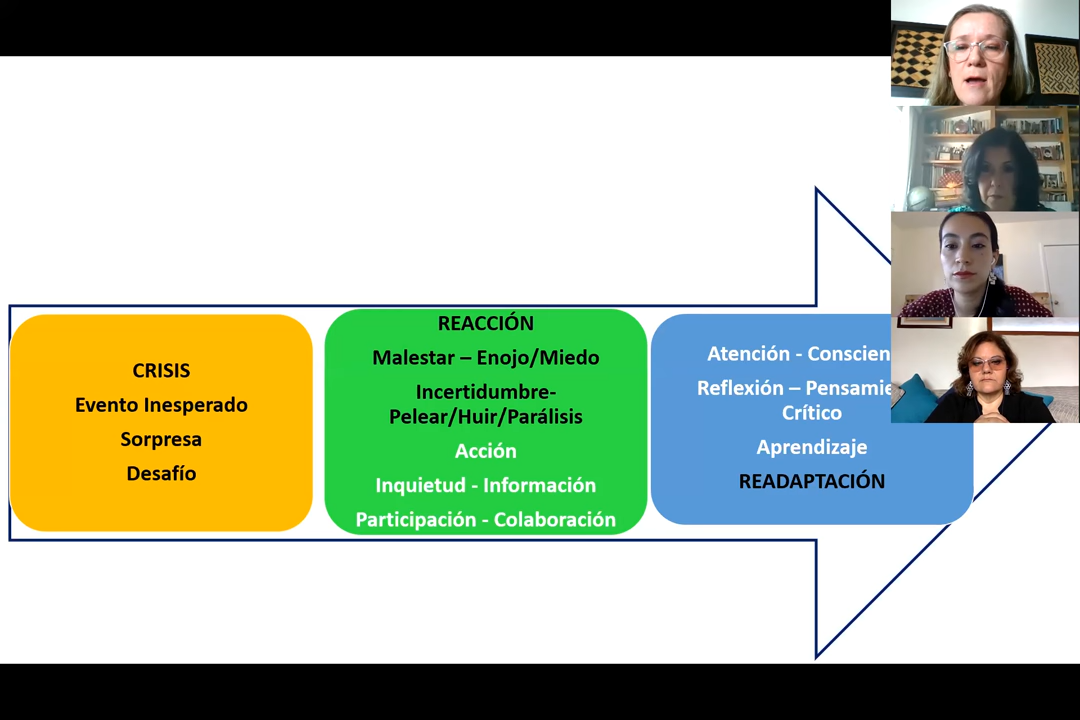 CRISIS
Evento Inesperado
Sorpresa
Desafío
REACCIÓN
Malestar – Enojo/Miedo
Incertidumbre-
Pelear/Huir/Parálisis
Acción
Inquietud - Información
Participación - Colaboración
Atención - Conscien
Reflexión – Pensamie
Crítico
Aprendizaje
READAPTACIÓN